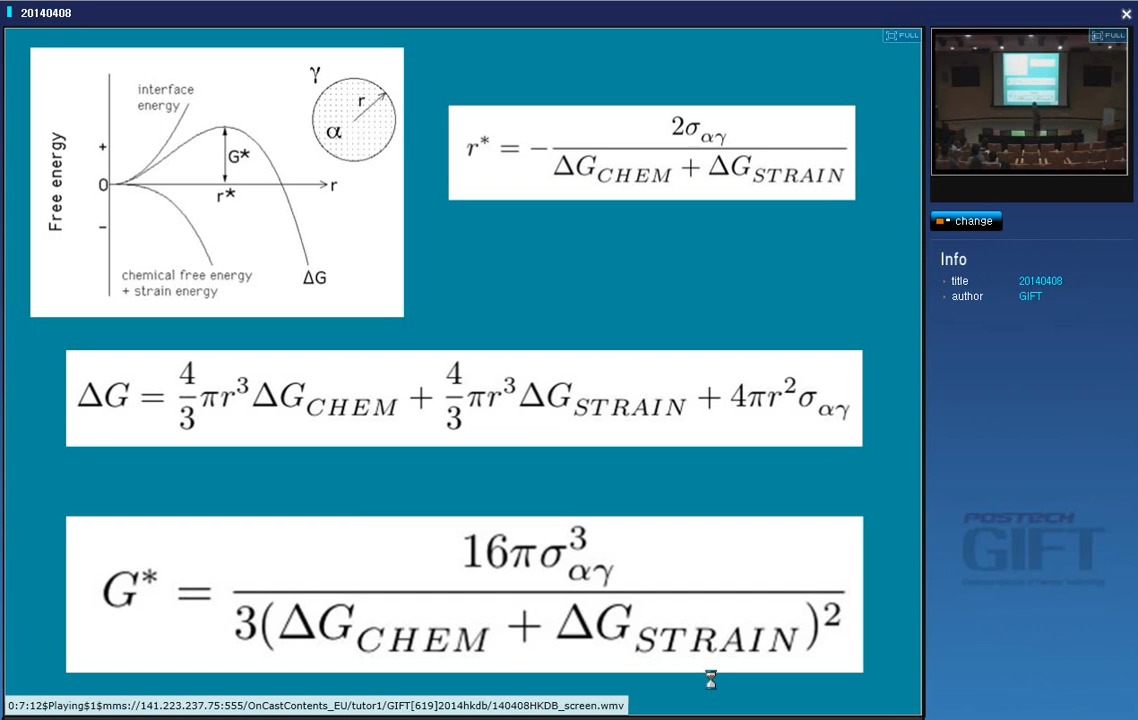 20140408
FULL
FULL
γ
interface
energy
r
α
Free energy
+
G*
0
r
r*
−
chemical free energy
+ strain energy
ΔG
r* = − 2σ_αγ / (ΔG_CHEM + ΔG_STRAIN)
ΔG = 4/3 πr³ΔG_CHEM + 4/3 πr³ΔG_STRAIN + 4πr²σ_αγ
G* = 16πσ³_αγ / 3(ΔG_CHEM + ΔG_STRAIN)²
change
Info
title 20140408
author GIFT
POSTECH
GIFT
0:7:12$Playing$1$mms://141.223.237.75:555/OnCastContents_EU/tutor1/GIFT[619]2014hkdb/140408HKDB_screen.wmv